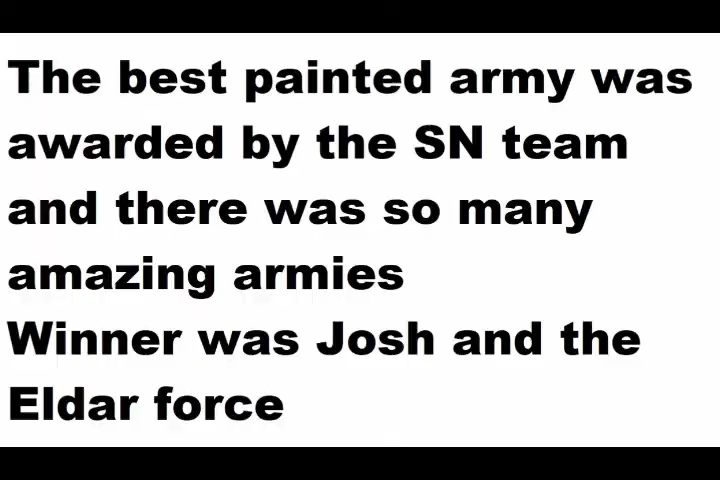 The best painted army was
awarded by the SN team
and there was so many
amazing armies
Winner was Josh and the
Eldar force